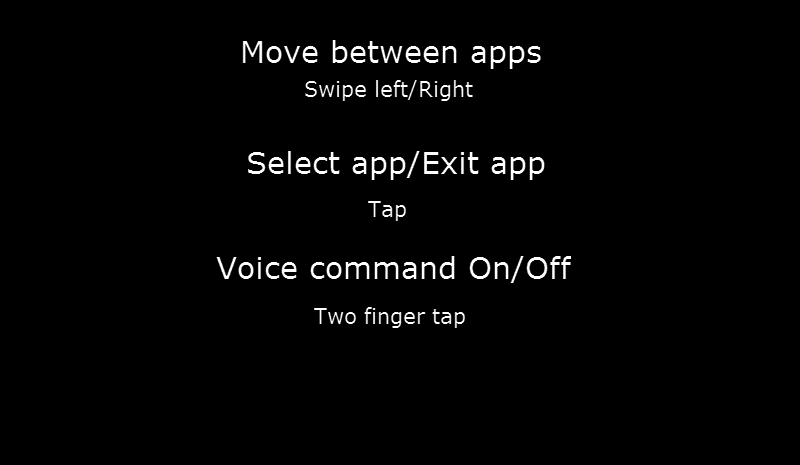 Move between apps
Swipe left/Right
Select app/Exit app
Tap
Voice command On/Off
Two finger tap